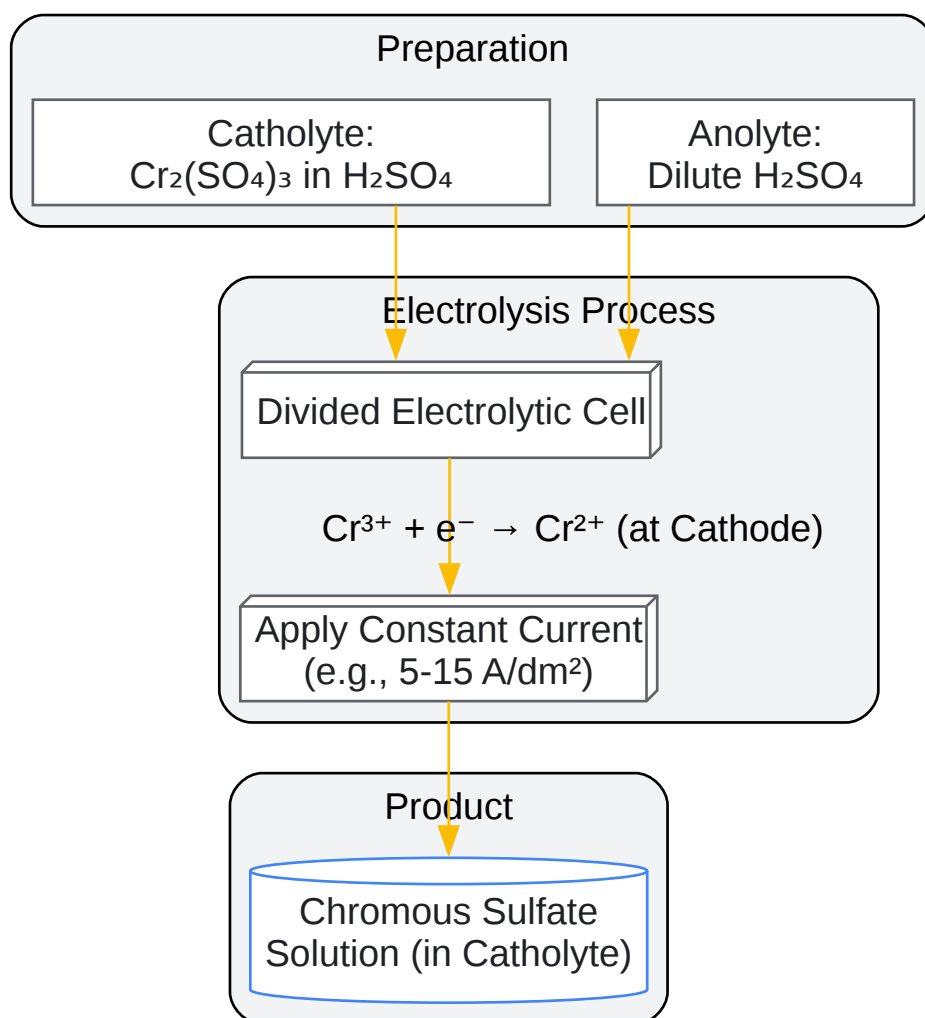 Preparation
Catholyte:
Cr₂(SO₄)₃ in H₂SO₄
Anolyte:
Dilute H₂SO₄
Electrolysis Process
Divided Electrolytic Cell
Cr³⁺ + e⁻ → Cr²⁺ (at Cathode)
Apply Constant Current
(e.g., 5-15 A/dm²)
Product
Chromous Sulfate
Solution (in Catholyte)